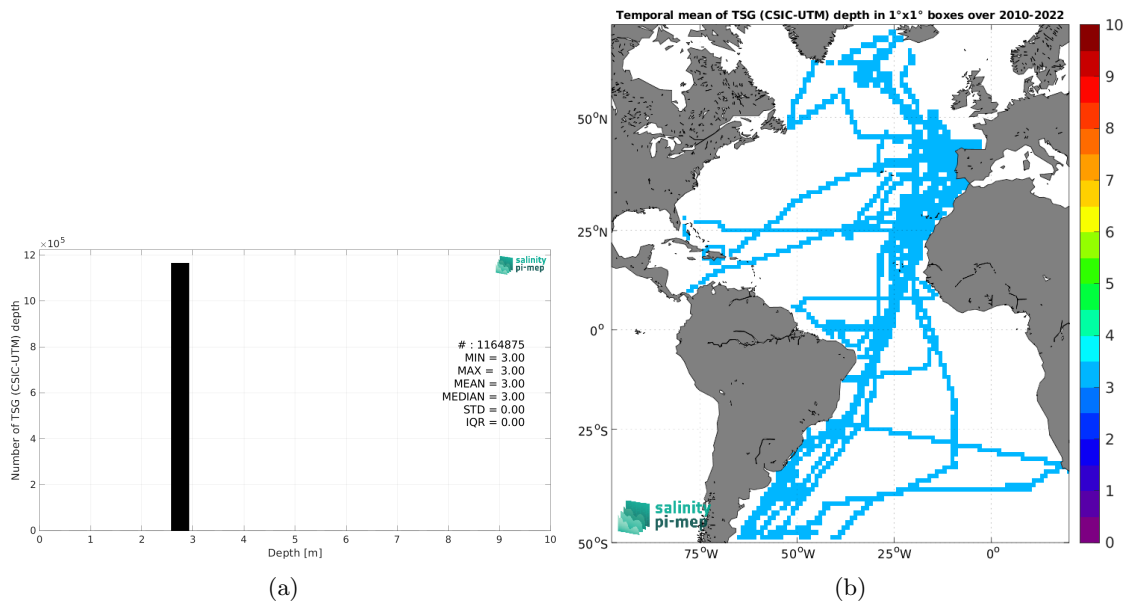 ×10⁵
12
10
8
6
4
2
0
Number of TSG (CSIC-UTM) depth
0 1 2 3 4 5 6 7 8 9 10
Depth [m]
salinity
pi-mep
# : 1164875
MIN = 3.00
MAX = 3.00
MEAN = 3.00
MEDIAN = 3.00
STD = 0.00
IQR = 0.00
(a)
Temporal mean of TSG (CSIC-UTM) depth in 1°x1° boxes over 2010-2022
50°N
25°N
0°
25°S
50°S
75°W 50°W 25°W 0°
salinity
pi-mep
10
9
8
7
6
5
4
3
2
1
0
(b)